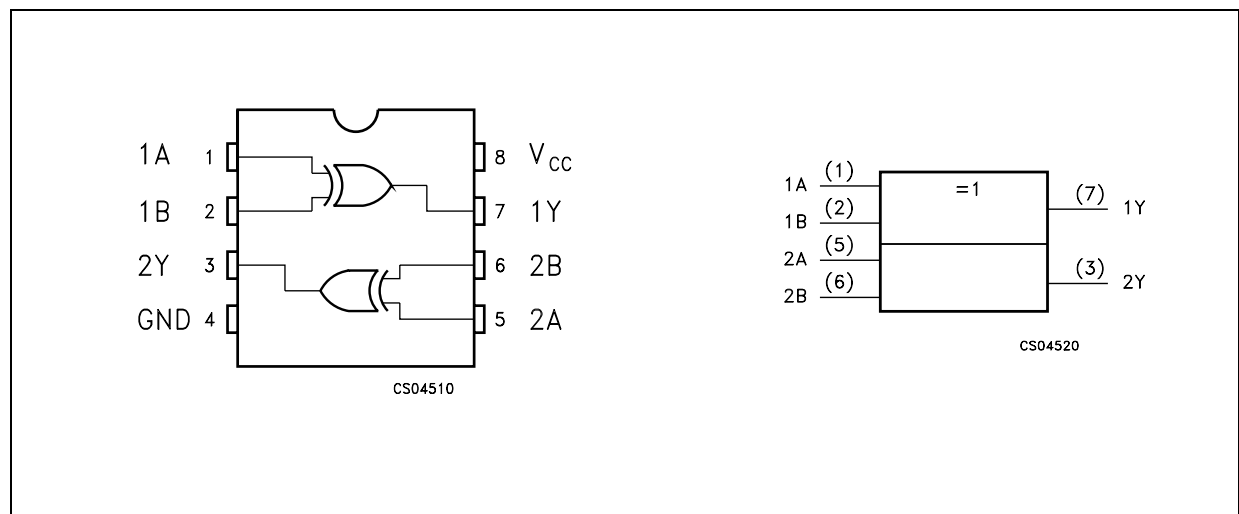 1A 1 8 VCC
1B 2 7 1Y
2Y 3 6 2B
GND 4 5 2A
CS04510
1A (1) =1 (7) 1Y
1B (2)
2A (5) (3) 2Y
2B (6)
CS04520